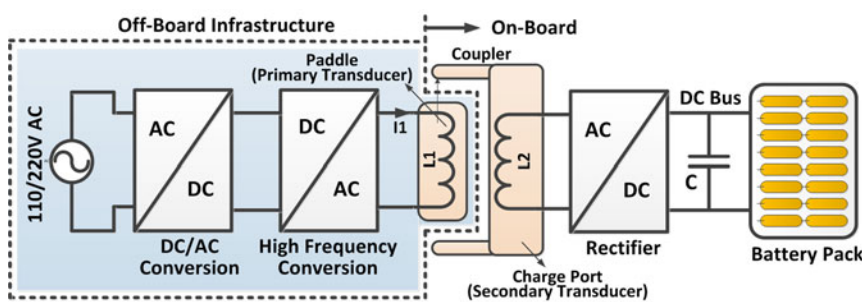 Off-Board Infrastructure
On-Board
Paddle
(Primary Transducer)
Coupler
110/220V AC
AC
DC
DC
AC
I1
L1
L2
AC
DC
DC Bus
C
DC/AC
Conversion
High Frequency
Conversion
Rectifier
Battery Pack
Charge Port
(Secondary Transducer)